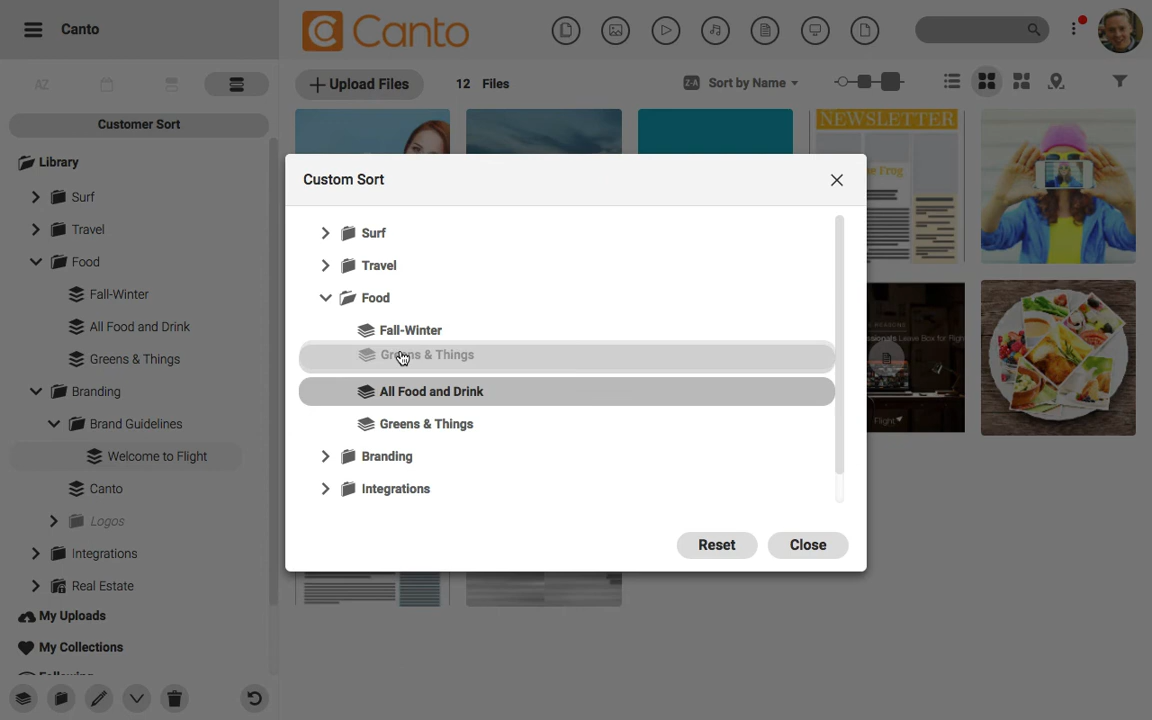 Canto
Canto
Upload Files
12 Files
Z-A Sort by Name
AZ
Customer Sort
Library
Surf
Travel
Food
Fall-Winter
All Food and Drink
Greens & Things
Branding
Brand Guidelines
Welcome to Flight
Canto
Logos
Integrations
Real Estate
My Uploads
My Collections
Following
NEWSLETTER
Custom Sort
Surf
Travel
Food
Fall-Winter
Greens & Things
All Food and Drink
Greens & Things
Branding
Integrations
Reset
Close